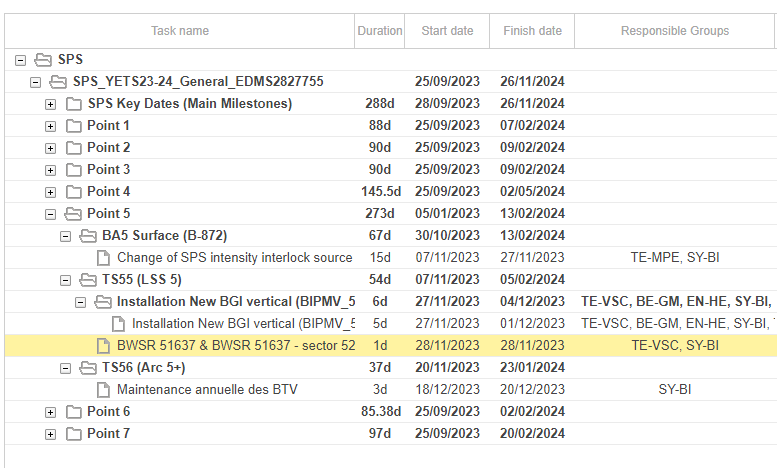 Task name Duration Start date Finish date Responsible Groups
SPS
SPS_YETS23-24_General_EDMS2827755 25/09/2023 26/11/2024
SPS Key Dates (Main Milestones) 288d 28/09/2023 26/11/2024
Point 1 88d 25/09/2023 07/02/2024
Point 2 90d 25/09/2023 09/02/2024
Point 3 90d 25/09/2023 09/02/2024
Point 4 145.5d 25/09/2023 02/05/2024
Point 5 273d 05/01/2023 13/02/2024
BA5 Surface (B-872) 67d 30/10/2023 13/02/2024
Change of SPS intensity interlock source 15d 07/11/2023 27/11/2023 TE-MPE, SY-BI
TS55 (LSS 5) 54d 07/11/2023 05/02/2024
Installation New BGI vertical (BIPMV_5 6d 27/11/2023 04/12/2023 TE-VSC, BE-GM, EN-HE, SY-BI,
Installation New BGI vertical (BIPMV_5 5d 27/11/2023 01/12/2023 TE-VSC, BE-GM, EN-HE, SY-BI,
BWSR 51637 & BWSR 51637 - sector 52 1d 28/11/2023 28/11/2023 TE-VSC, SY-BI
TS56 (Arc 5+) 37d 20/11/2023 23/01/2024
Maintenance annuelle des BTV 3d 18/12/2023 20/12/2023 SY-BI
Point 6 85.38d 25/09/2023 02/02/2024
Point 7 97d 25/09/2023 20/02/2024